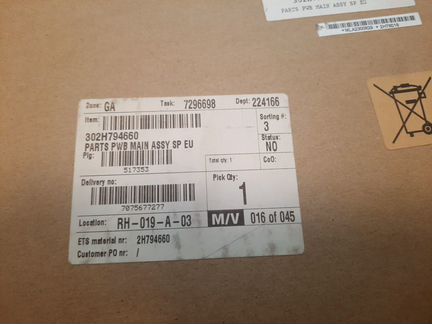 PARTS PWB MAIN ASSY SP EU
Zone: GA Task: 7296698 Dept: 224166
Item:
302H794660
PARTS PWB MAIN ASSY SP EU
Sorting #:
3
Status:
NO
Plg:
517353
Total qty: 1
CoO:
Delivery no:
7075677277
Pick Qty:
1
Location: RH-019-A-03 M/V 016 of 045
ETS material nr: 2H794660
Customer PO nr: /